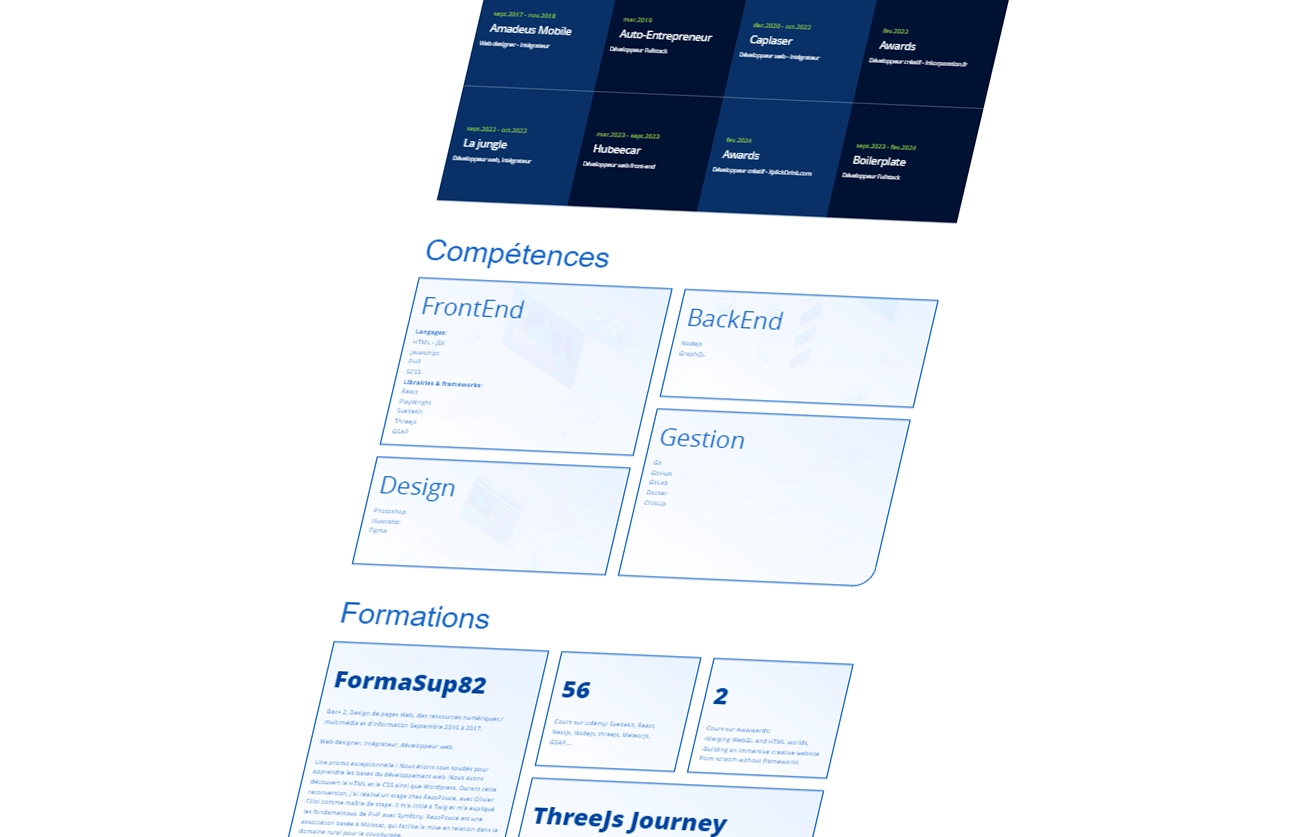 sept.2017 - nov.2018
Amadeus Mobile
Web designer - Intégrateur
mar.2019
Auto-Entrepreneur
Développeur Fullstack
dec.2020 - oct.2022
Caplaser
Développeur web - Intégrateur
fev.2022
Awards
Développeur créatif - Inkorporation.fr
sept.2022 - oct.2022
La jungle
Développeur web, Intégrateur
mar.2023 - sept.2023
Hubeecar
Développeur web front-end
fev.2024
Awards
Développeur créatif - XplickDrink.com
sept.2023 - fev.2024
Boilerplate
Développeur Fullstack
Compétences
FrontEnd
Langages:
HTML - JSX
Javascript
PHP
SCSS
Librairies & frameworks:
React
PlayWright
SvelteKit
Threejs
GSAP
BackEnd
Nodejs
GraphQL
Design
Photoshop
Illustrator
Figma
Gestion
Git
GitHub
GitLab
Docker
ClickUp
Formations
FormaSup82
Bac+ 2, Design de pages Web, des ressources numériques /
multimédia et d'information Septembre 2016 à 2017.
Web designer, intégrateur, développeur web.
Une promo exceptionnelle ! Nous étions tous soudés pour
apprendre les bases du développement web. Nous avons
découvert le HTML et le CSS ainsi que Wordpress. Durant cette
reconvertion, j'ai réalisé un stage chez RezoPouce, avec Olivier
Filiol comme maître de stage. Il m'a initié à Twig et m'a expliqué
les fondamentaux de PHP avec Symfony. RezoPouce est une
association basée à Moissac, qui facilite la mise en relation dans le
domaine rural pour le covoiturage.
56
Cours sur Udémy: Sveltekit, React,
Nextjs, Nodejs, threejs, Meteorjs,
GSAP,...
2
Cours sur Awwwards:
-Merging WebGL and HTML worlds,
-Building an immersive creative website
from scratch without frameworks
ThreeJs Journey